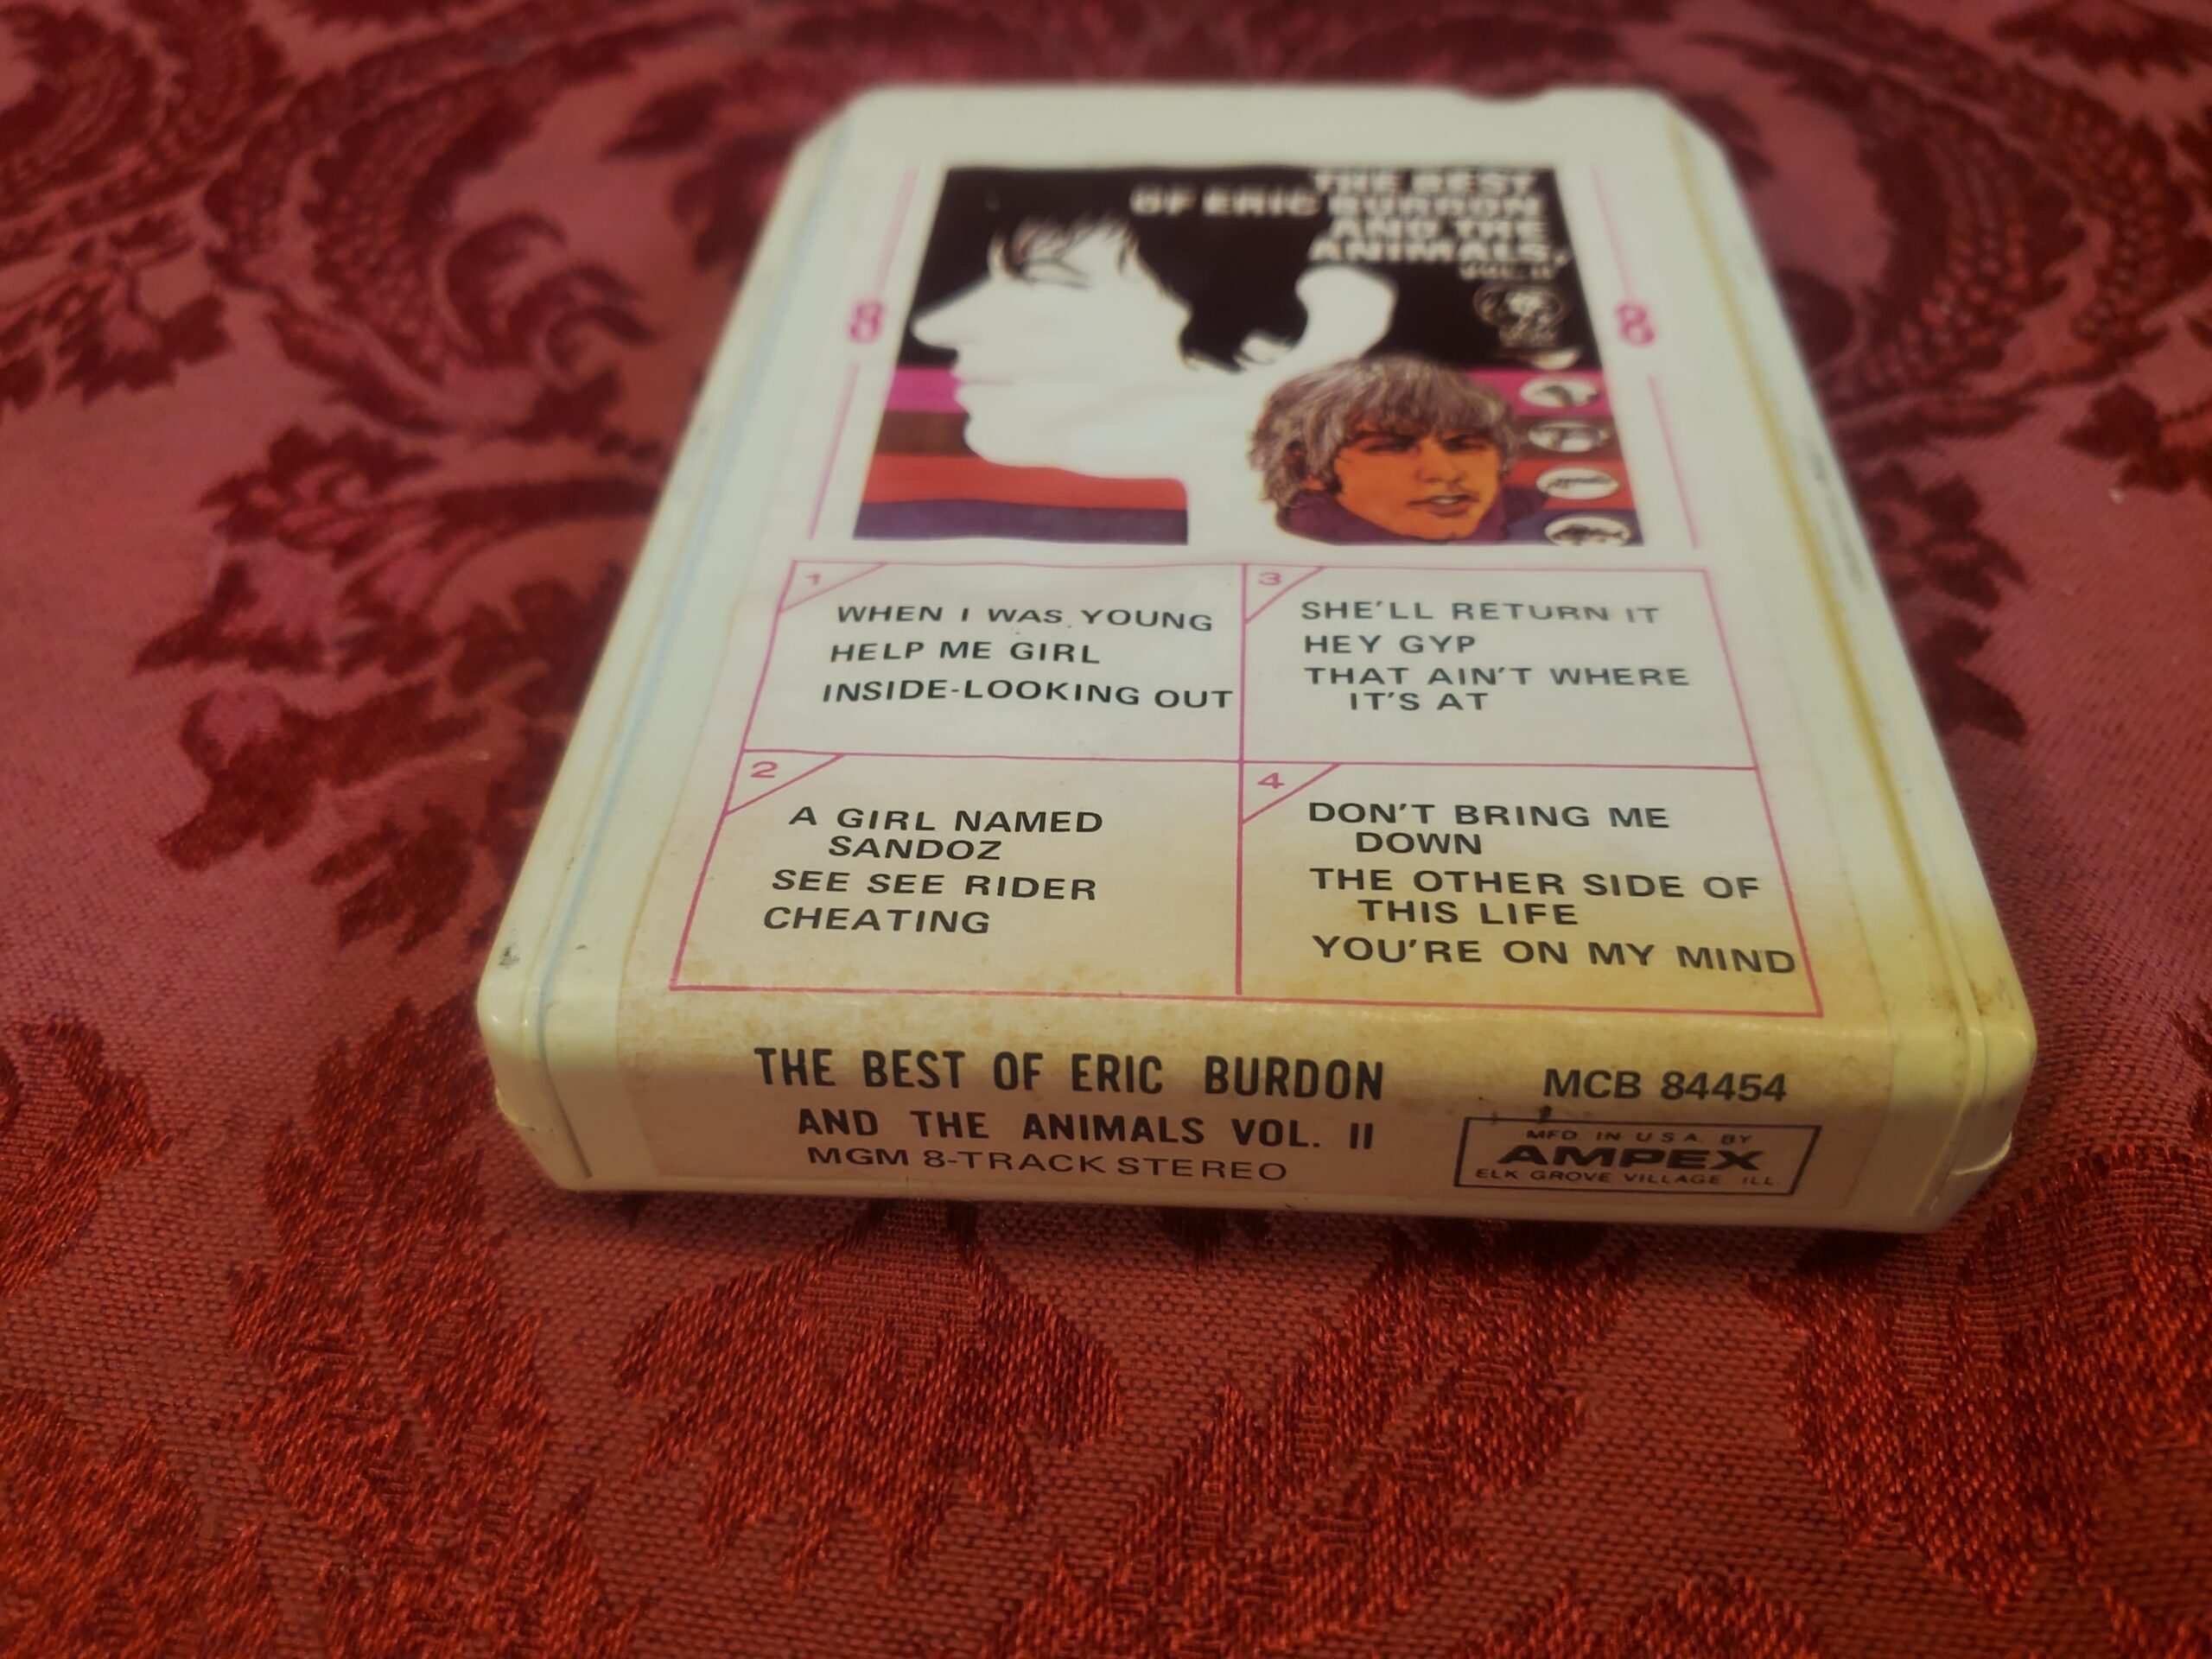 THE BEST
OF ERIC BURDON
AND THE
ANIMALS,
VOL. II
8
8
1
WHEN I WAS YOUNG
HELP ME GIRL
INSIDE-LOOKING OUT
2
A GIRL NAMED
SANDOZ
SEE SEE RIDER
CHEATING
3
SHE'LL RETURN IT
HEY GYP
THAT AIN'T WHERE
IT'S AT
4
DON'T BRING ME
DOWN
THE OTHER SIDE OF
THIS LIFE
YOU'RE ON MY MIND
THE BEST OF ERIC BURDON
AND THE ANIMALS VOL. II
MGM 8-TRACK STEREO
MCB 84454
MFD. IN U.S.A. BY
AMPEX
ELK GROVE VILLAGE, ILL.